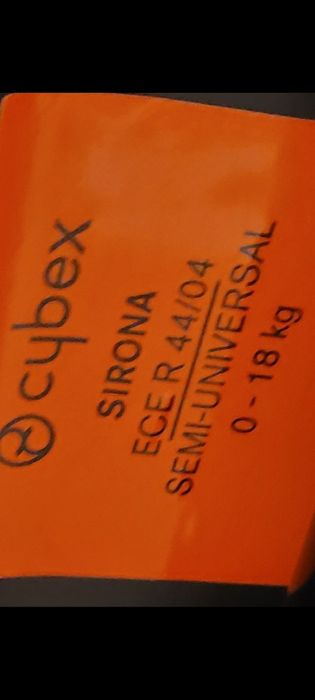 cybex
SIRONA
ECE R 44/04
SEMI-UNIVERSAL
0 - 18 kg